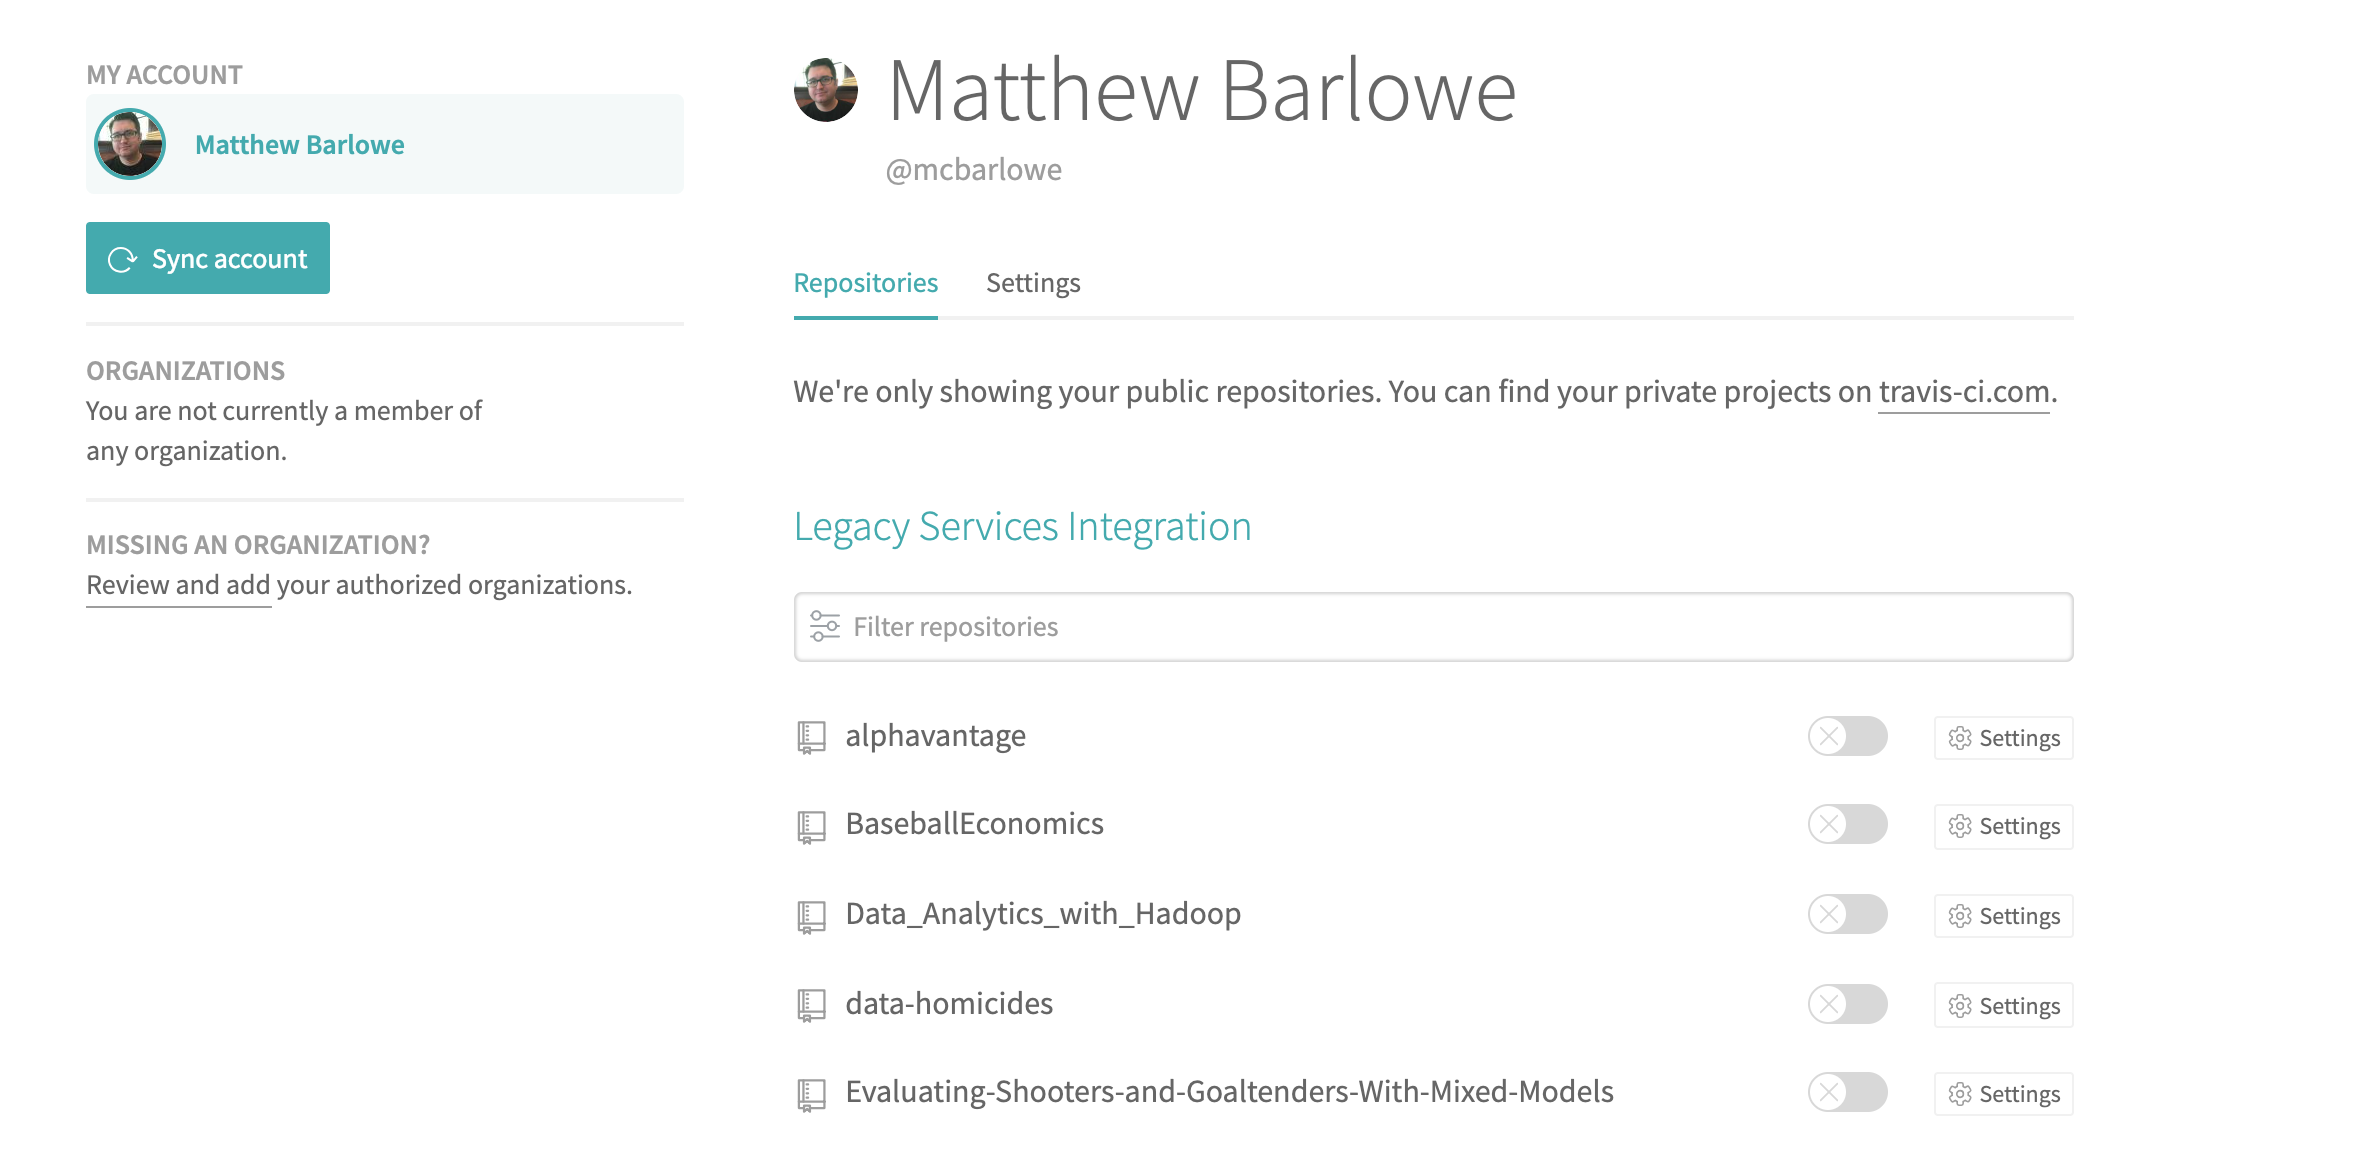 MY ACCOUNT
Matthew Barlowe
Sync account
ORGANIZATIONS
You are not currently a member of
any organization.
MISSING AN ORGANIZATION?
Review and add your authorized organizations.
Matthew Barlowe
@mcbarlowe
Repositories Settings
We're only showing your public repositories. You can find your private projects on travis-ci.com.
Legacy Services Integration
Filter repositories
alphavantage Settings
BaseballEconomics Settings
Data_Analytics_with_Hadoop Settings
data-homicides Settings
Evaluating-Shooters-and-Goaltenders-With-Mixed-Models Settings